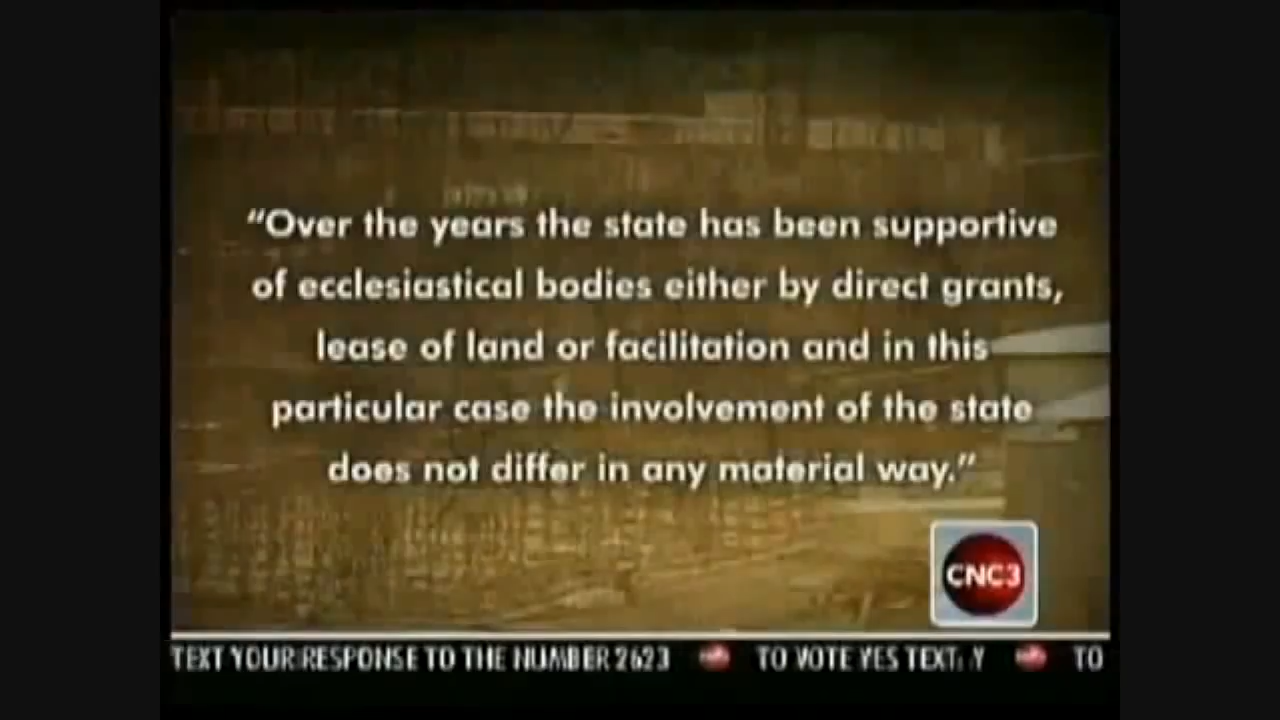 “Over the years the state has been supportive
of ecclesiastical bodies either by direct grants,
lease of land or facilitation and in this
particular case the involvement of the state
does not differ in any material way.”
CNC3
TEXT YOUR RESPONSE TO THE NUMBER 2623 TO VOTE YES TEXT: Y TO